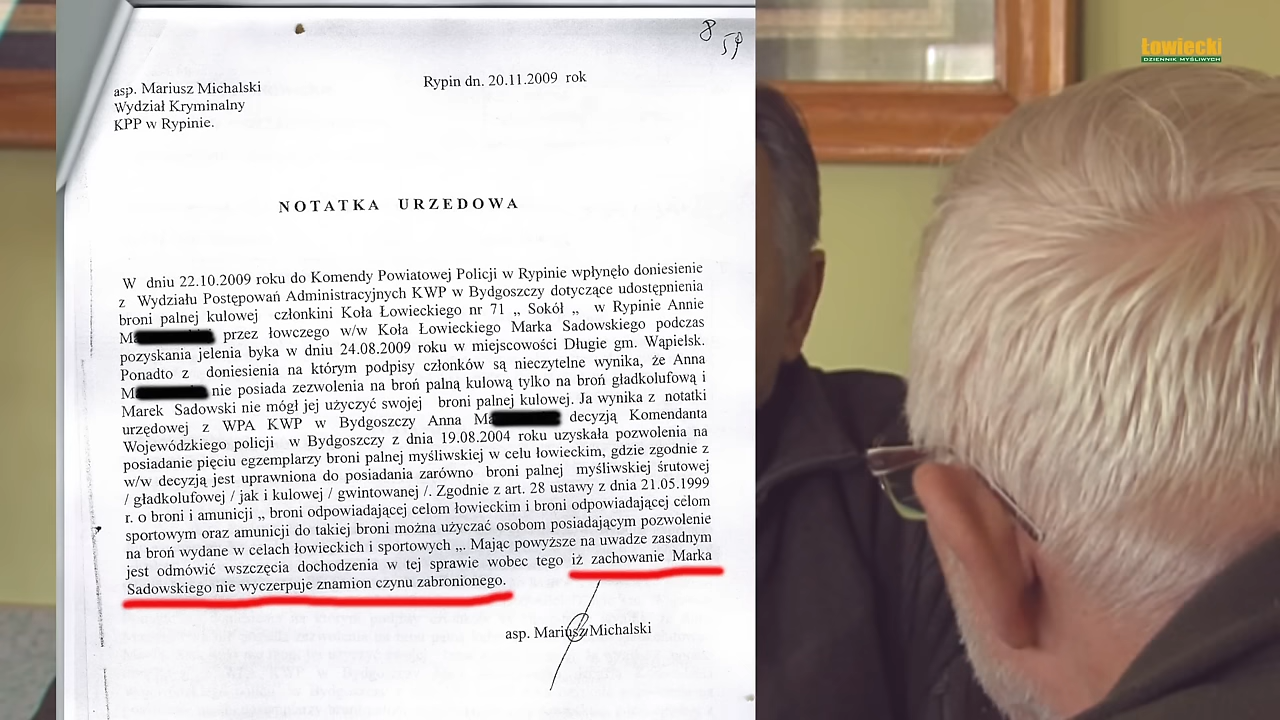 8
59
Łowiecki
DZIENNIK MYŚLIWYCH
asp. Mariusz Michalski
Wydział Kryminalny
KPP w Rypinie.
Rypin dn. 20.11.2009 rok
NOTATKA URZEDOWA
W dniu 22.10.2009 roku do Komendy Powiatowej Policji w Rypinie wpłynęło doniesienie
z Wydziału Postępowań Administracyjnych KWP w Bydgoszczy dotyczące udostępnienia
broni palnej kulowej członkini Koła Łowieckiego nr 71 „ Sokół „ w Rypinie Annie
M przez łowczego w/w Koła Łowieckiego Marka Sadowskiego podczas
pozyskania jelenia byka w dniu 24.08.2009 roku w miejscowości Długie gm. Wąpielsk.
Ponadto z doniesienia na którym podpisy członków są nieczytelne wynika, że Anna
M nie posiada zezwolenia na broń palną kulową tylko na broń gładkolufową i
Marek Sadowski nie mógł jej użyczyć swojej broni palnej kulowej. Ja wynika z notatki
urzędowej z WPA KWP w Bydgoszczy Anna Ma decyzją Komendanta
Wojewódzkiego policji w Bydgoszczy z dnia 19.08.2004 roku uzyskała pozwolenia na
posiadanie pięciu egzemplarzy broni palnej myśliwskiej w celu łowieckim, gdzie zgodnie z
w/w decyzją jest uprawniona do posiadania zarówno broni palnej myśliwskiej śrutowej
/ gładkolufowej / jak i kulowej / gwintowanej /. Zgodnie z art. 28 ustawy z dnia 21.05.1999
r. o broni i amunicji „ broni odpowiadającej celom łowieckim i broni odpowiadającej celom
sportowym oraz amunicji do takiej broni można użyczać osobom posiadającym pozwolenie
na broń wydane w celach łowieckich i sportowych „. Mając powyższe na uwadze zasadnym
jest odmówić wszczęcia dochodzenia w tej sprawie wobec tego iż zachowanie Marka
Sadowskiego nie wyczerpuje znamion czynu zabronionego.
asp. Mariusz Michalski